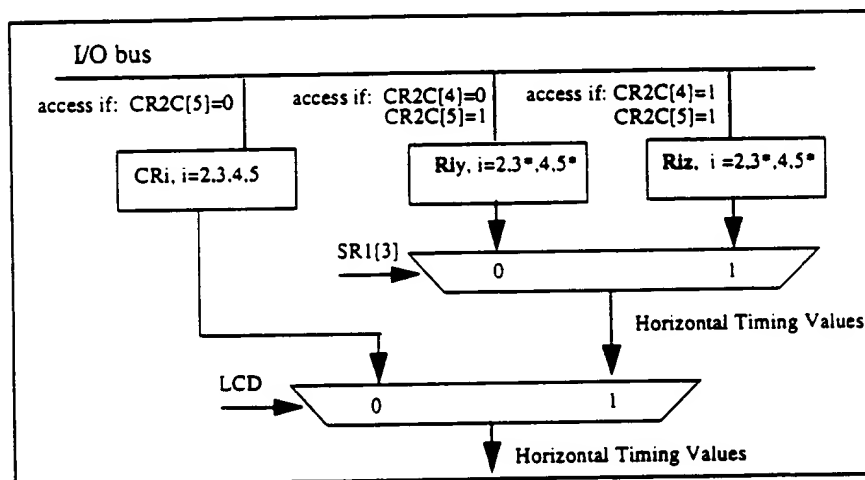 I/O bus
access if: CR2C[5]=0
access if: CR2C[4]=0
CR2C[5]=1
access if: CR2C[4]=1
CR2C[5]=1
CRi, i=2,3,4,5
Riy, i=2,3*,4,5*
Riz, i =2,3*,4,5*
SR1[3]
0
1
Horizontal Timing Values
LCD
0
1
Horizontal Timing Values